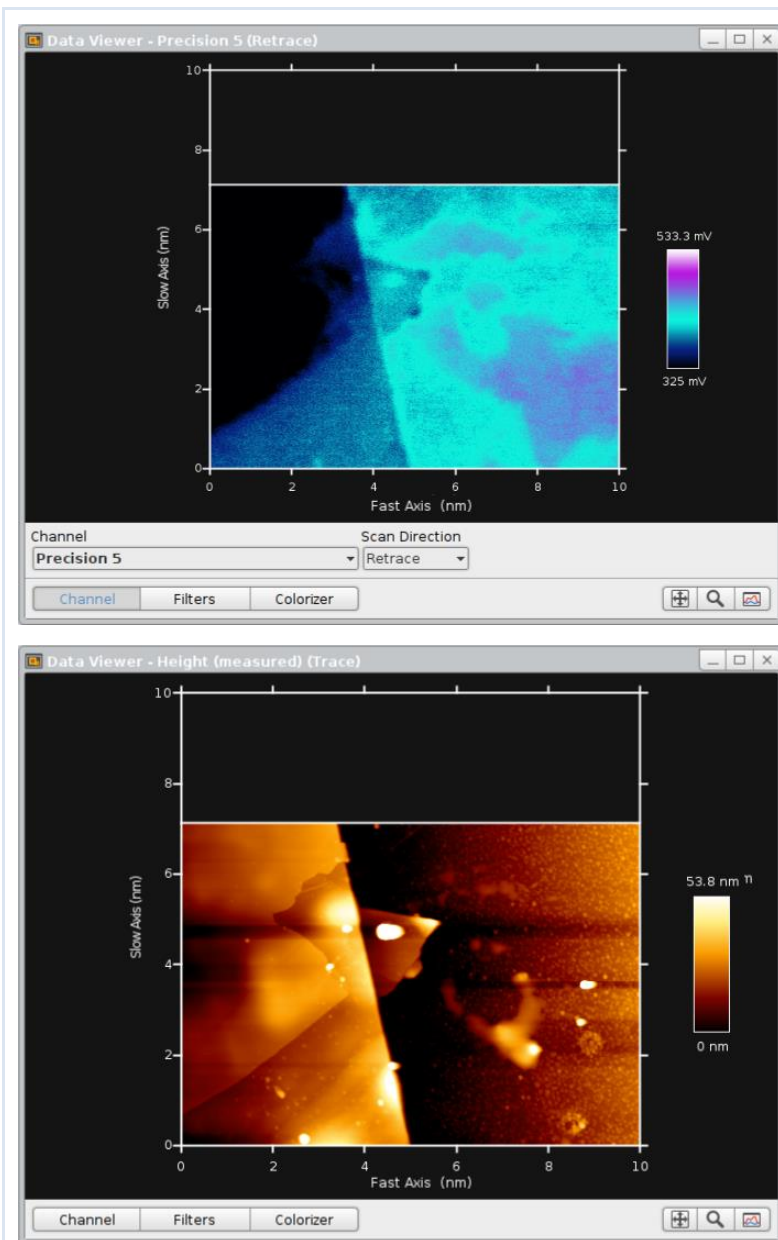 Data Viewer - Precision 5 (Retrace)
10
8
6
4
2
0
Slow Axis (nm)
0 2 4 6 8 10
Fast Axis (nm)
533.3 mV
325 mV
Channel Scan Direction
Precision 5 Retrace
Channel Filters Colorizer
Data Viewer - Height (measured) (Trace)
10
8
6
4
2
0
Slow Axis (nm)
0 2 4 6 8 10
Fast Axis (nm)
53.8 nm n
0 nm
Channel Filters Colorizer